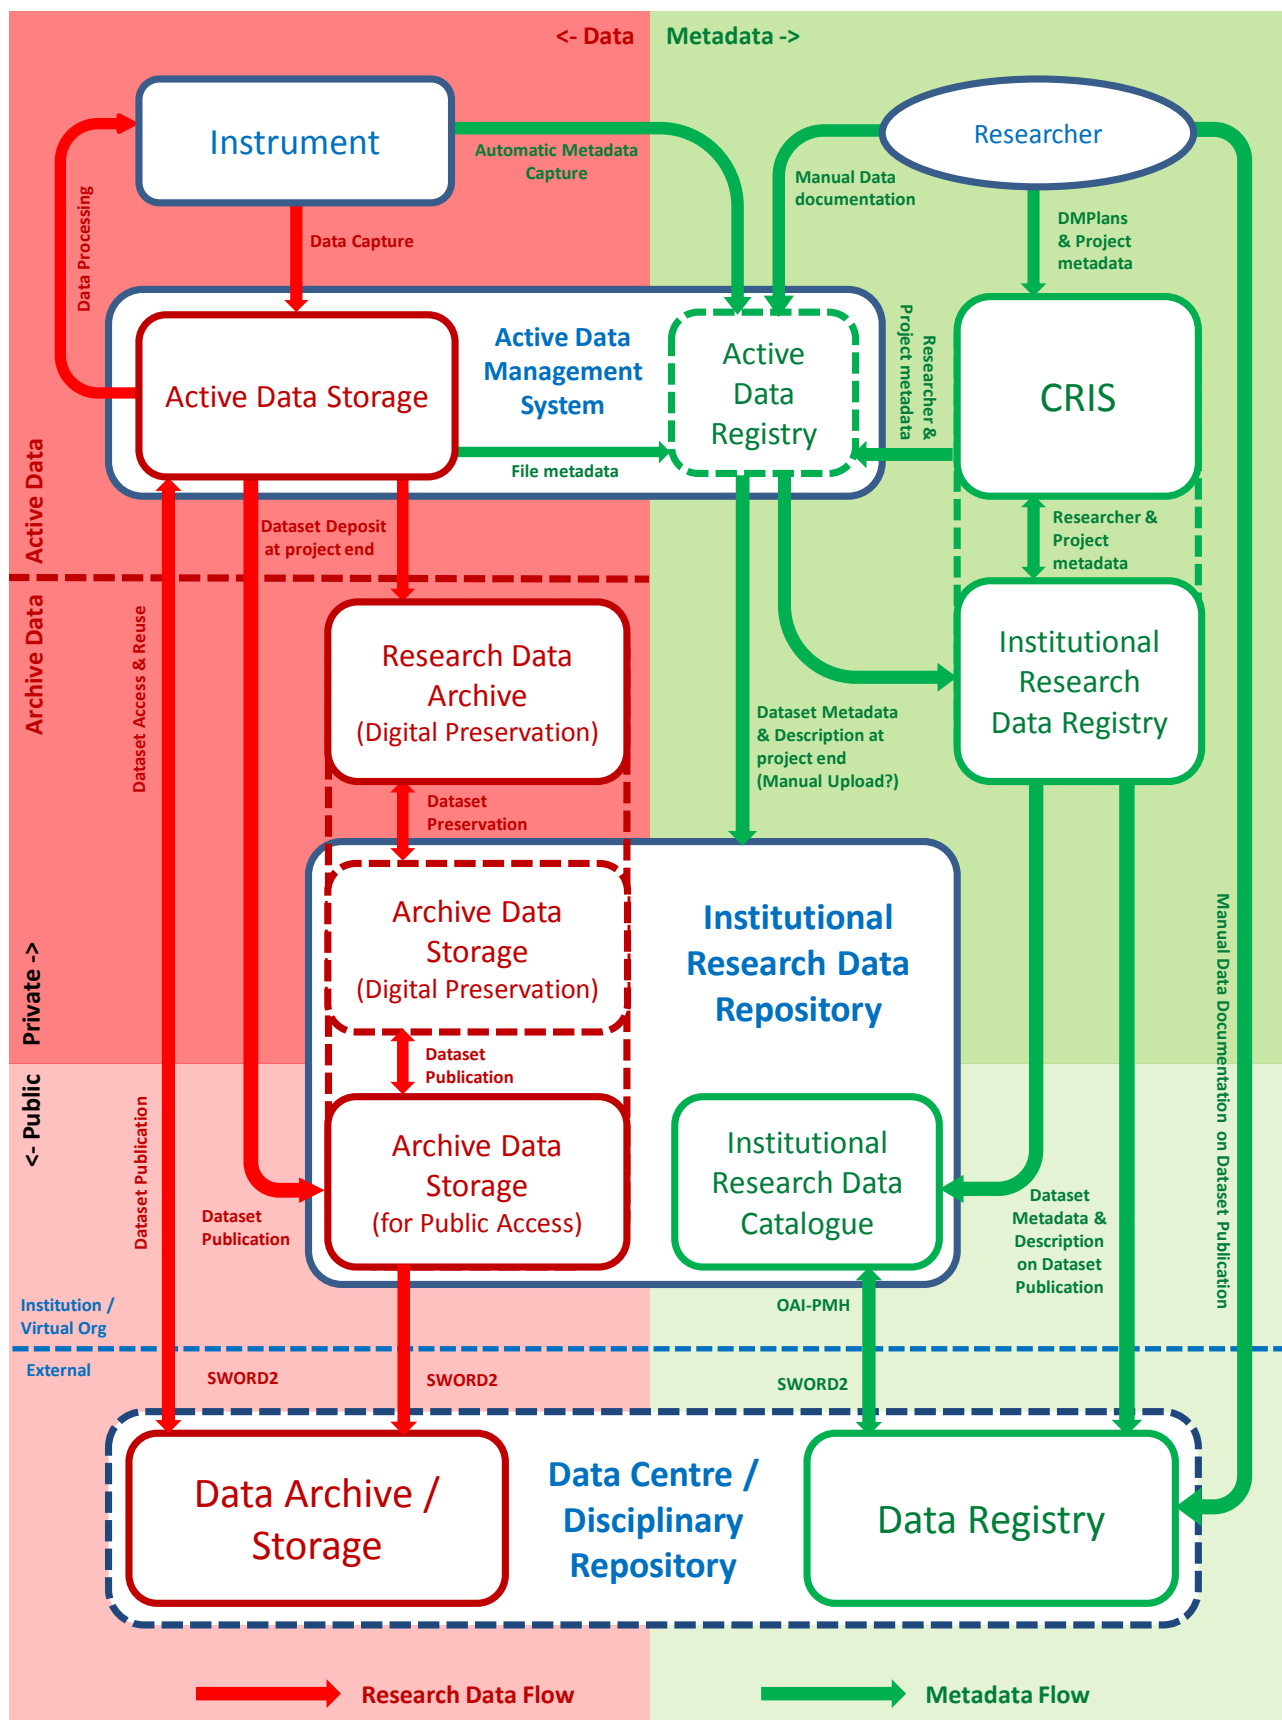 <- Data
Metadata ->
Instrument
Researcher
Automatic Metadata
Capture
Manual Data
documentation
Data Processing
Data Capture
DMPlans
& Project
metadata
Active Data
Management
System
Active Data Storage
Active
Data
Registry
Researcher &
Project metadata
CRIS
File metadata
Active Data
Dataset Deposit
at project end
Researcher &
Project
metadata
Archive Data
Dataset Access & Reuse
Research Data
Archive
(Digital Preservation)
Institutional
Research
Data Registry
Dataset Metadata
& Description at
project end
(Manual Upload?)
Dataset
Preservation
Archive Data
Storage
(Digital Preservation)
Institutional
Research Data
Repository
Private ->
<- Public
Manual Data Documentation on Dataset Publication
Dataset
Publication
Dataset Publication
Archive Data
Storage
(for Public Access)
Institutional
Research Data
Catalogue
Dataset
Publication
Dataset
Metadata &
Description
on Dataset
Publication
Institution /
Virtual Org
OAI-PMH
External
SWORD2
SWORD2
SWORD2
Data Archive /
Storage
Data Centre /
Disciplinary
Repository
Data Registry
Research Data Flow
Metadata Flow